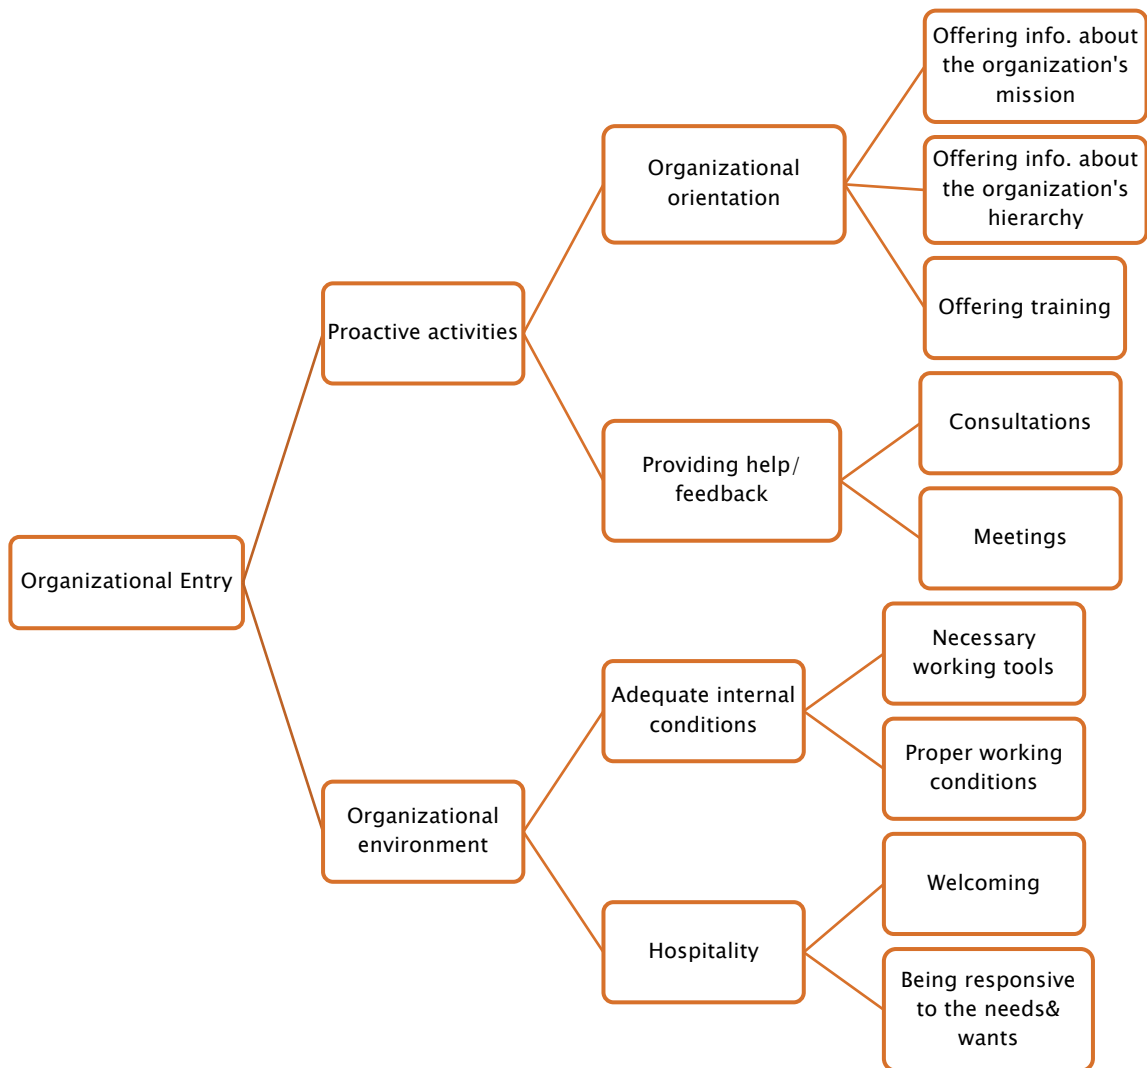 Organizational Entry
Proactive activities
Organizational
orientation
Offering info. about
the organization's
mission
Offering info. about
the organization's
hierarchy
Offering training
Providing help/
feedback
Consultations
Meetings
Organizational
environment
Adequate internal
conditions
Necessary
working tools
Proper working
conditions
Hospitality
Welcoming
Being responsive
to the needs&
wants